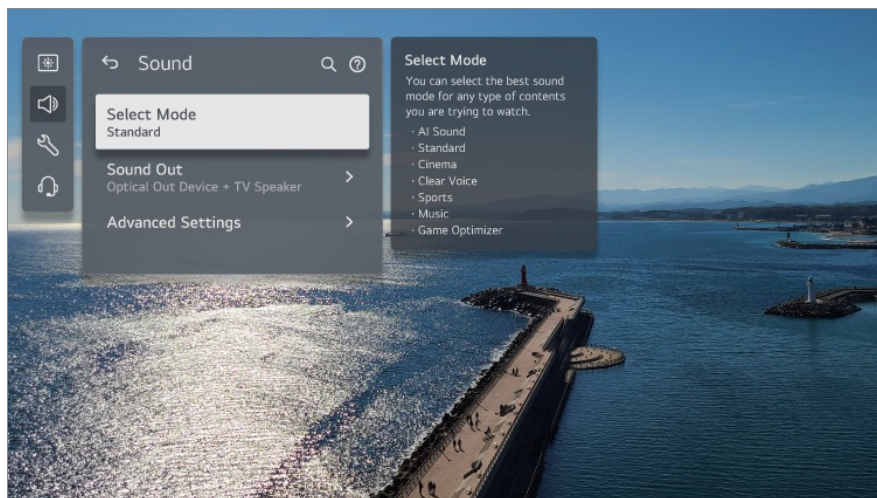 Sound
Select Mode
Standard
Sound Out
Optical Out Device + TV Speaker
Advanced Settings
Select Mode
You can select the best sound
mode for any type of contents
you are trying to watch.
· AI Sound
· Standard
· Cinema
· Clear Voice
· Sports
· Music
· Game Optimizer